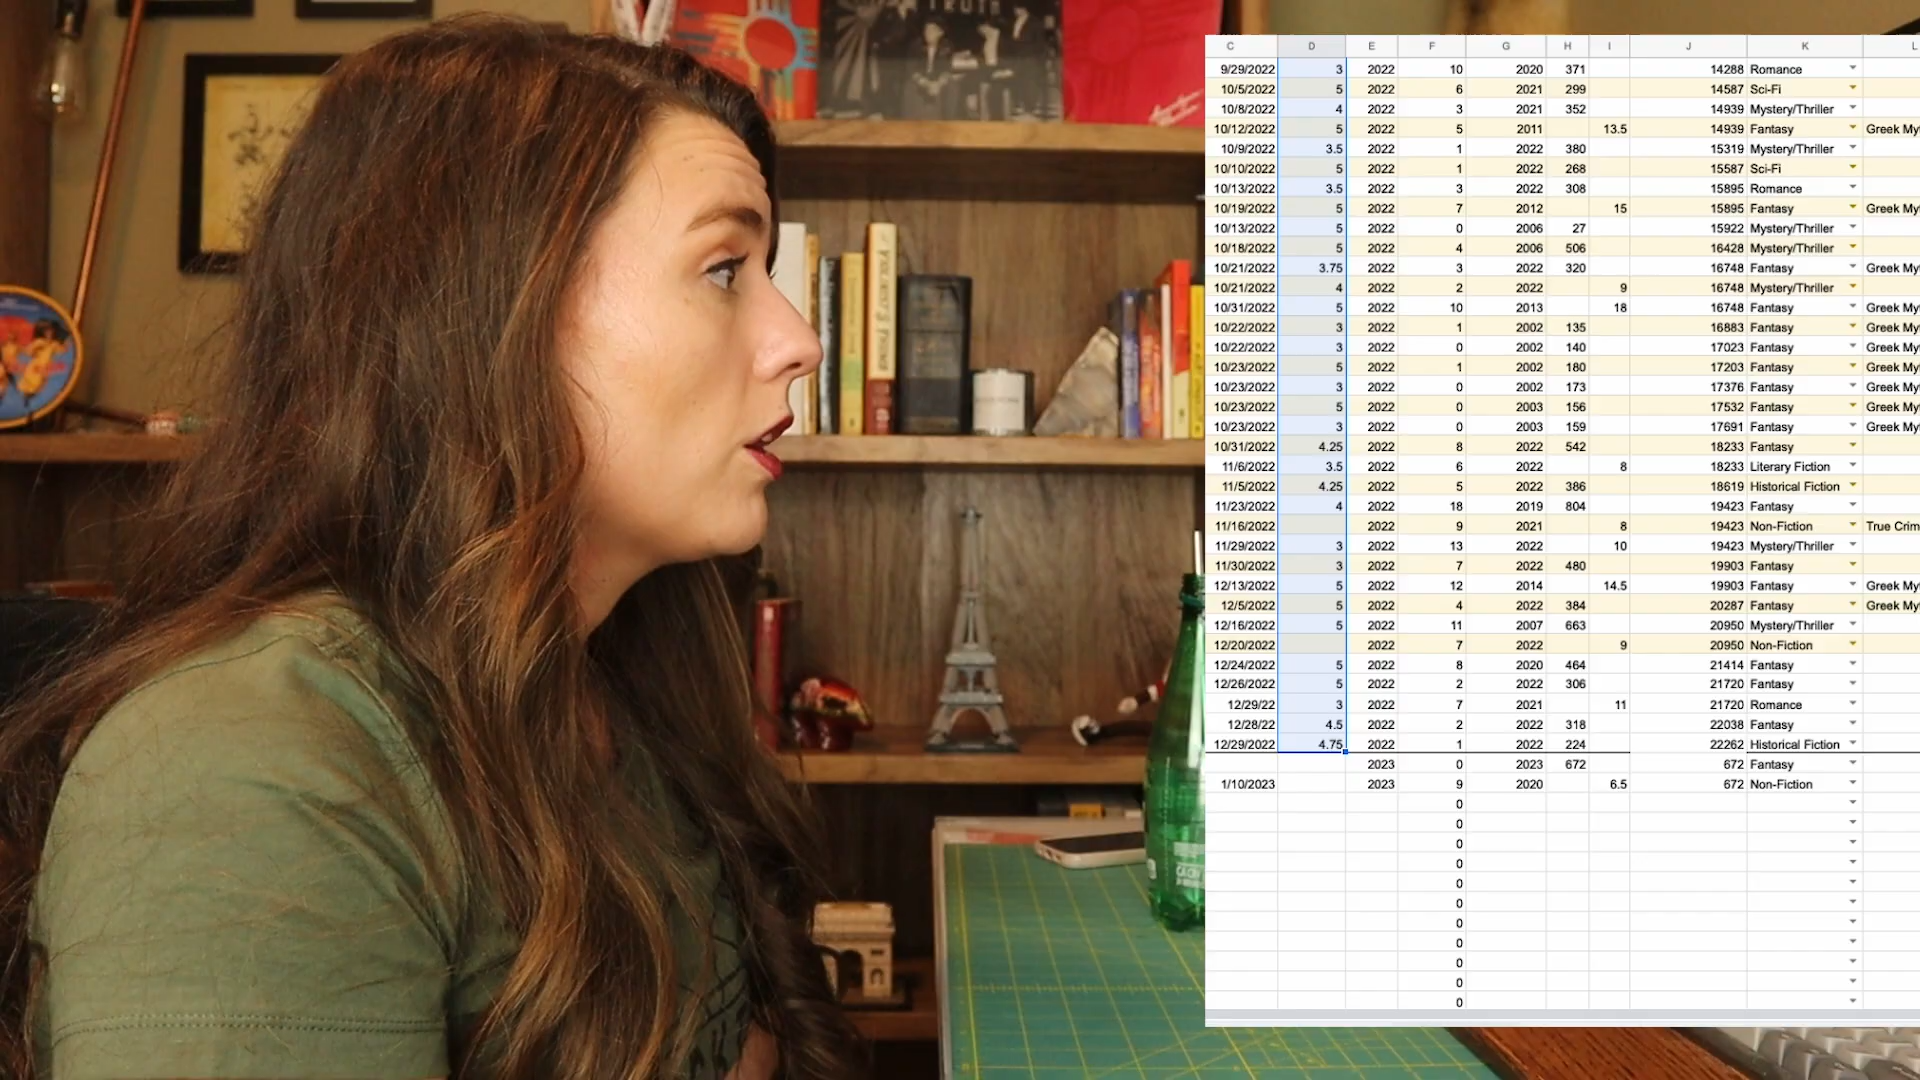 TRUTH
C D E F G H I J K L
9/29/2022 3 2022 10 2020 371 14288 Romance
10/5/2022 5 2022 6 2021 299 14587 Sci-Fi
10/8/2022 4 2022 3 2021 352 14939 Mystery/Thriller
10/12/2022 5 2022 5 2011 13.5 14939 Fantasy Greek My
10/9/2022 3.5 2022 1 2022 380 15319 Mystery/Thriller
10/10/2022 5 2022 1 2022 268 15587 Sci-Fi
10/13/2022 3.5 2022 3 2022 308 15895 Romance
10/19/2022 5 2022 7 2012 15 15895 Fantasy Greek My
10/13/2022 5 2022 0 2006 27 15922 Mystery/Thriller
10/18/2022 5 2022 4 2006 506 16428 Mystery/Thriller
10/21/2022 3.75 2022 3 2022 320 16748 Fantasy Greek My
10/21/2022 4 2022 2 2022 9 16748 Mystery/Thriller
10/31/2022 5 2022 10 2013 18 16748 Fantasy Greek My
10/22/2022 3 2022 1 2002 135 16883 Fantasy Greek My
10/22/2022 3 2022 0 2002 140 17023 Fantasy Greek My
10/23/2022 5 2022 1 2002 180 17203 Fantasy Greek My
10/23/2022 3 2022 0 2002 173 17376 Fantasy Greek My
10/23/2022 5 2022 0 2003 156 17532 Fantasy Greek My
10/23/2022 3 2022 0 2003 159 17691 Fantasy Greek My
10/31/2022 4.25 2022 8 2022 542 18233 Fantasy
11/6/2022 3.5 2022 6 2022 8 18233 Literary Fiction
11/5/2022 4.25 2022 5 2022 386 18619 Historical Fiction
11/23/2022 4 2022 18 2019 804 19423 Fantasy
11/16/2022 2022 9 2021 8 19423 Non-Fiction True Crim
11/29/2022 3 2022 13 2022 10 19423 Mystery/Thriller
11/30/2022 3 2022 7 2022 480 19903 Fantasy
12/13/2022 5 2022 12 2014 14.5 19903 Fantasy Greek My
12/5/2022 5 2022 4 2022 384 20287 Fantasy Greek My
12/16/2022 5 2022 11 2007 663 20950 Mystery/Thriller
12/20/2022 2022 7 2022 9 20950 Non-Fiction
12/24/2022 5 2022 8 2020 464 21414 Fantasy
12/26/2022 5 2022 2 2022 306 21720 Fantasy
12/29/22 3 2022 7 2021 11 21720 Romance
12/28/22 4.5 2022 2 2022 318 22038 Fantasy
12/29/2022 4.75 2022 1 2022 224 22262 Historical Fiction
2023 0 2023 672 672 Fantasy
1/10/2023 2023 9 2020 6.5 672 Non-Fiction
0
0
0
0
0
0
0
0
0
0
0